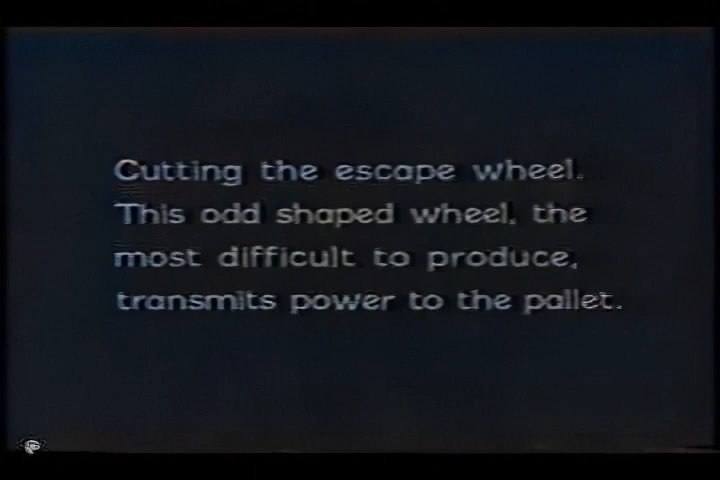 Cutting the escape wheel.
This odd shaped wheel, the
most difficult to produce,
transmits power to the pallet.